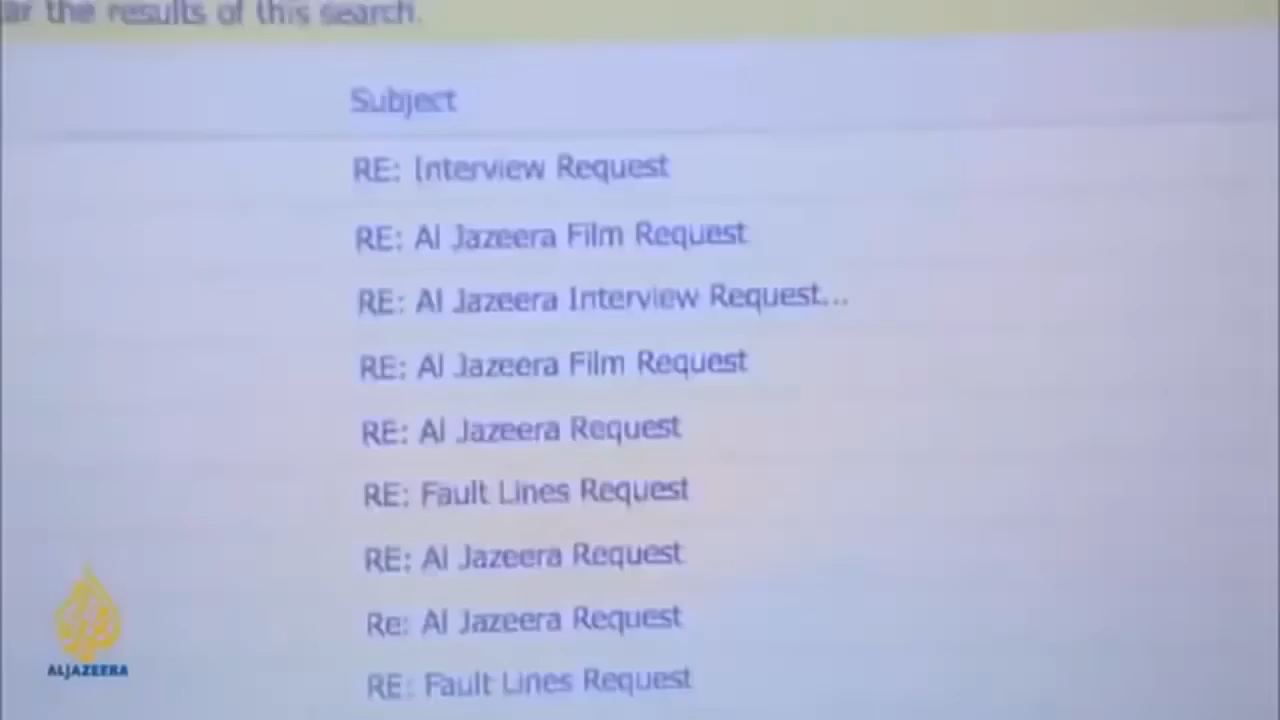 the results of this search.
Subject
RE: Interview Request
RE: Al Jazeera Film Request
RE: Al Jazeera Interview Request...
RE: Al Jazeera Film Request
RE: Al Jazeera Request
RE: Fault Lines Request
RE: Al Jazeera Request
Re: Al Jazeera Request
RE: Fault Lines Request
ALJAZEERA